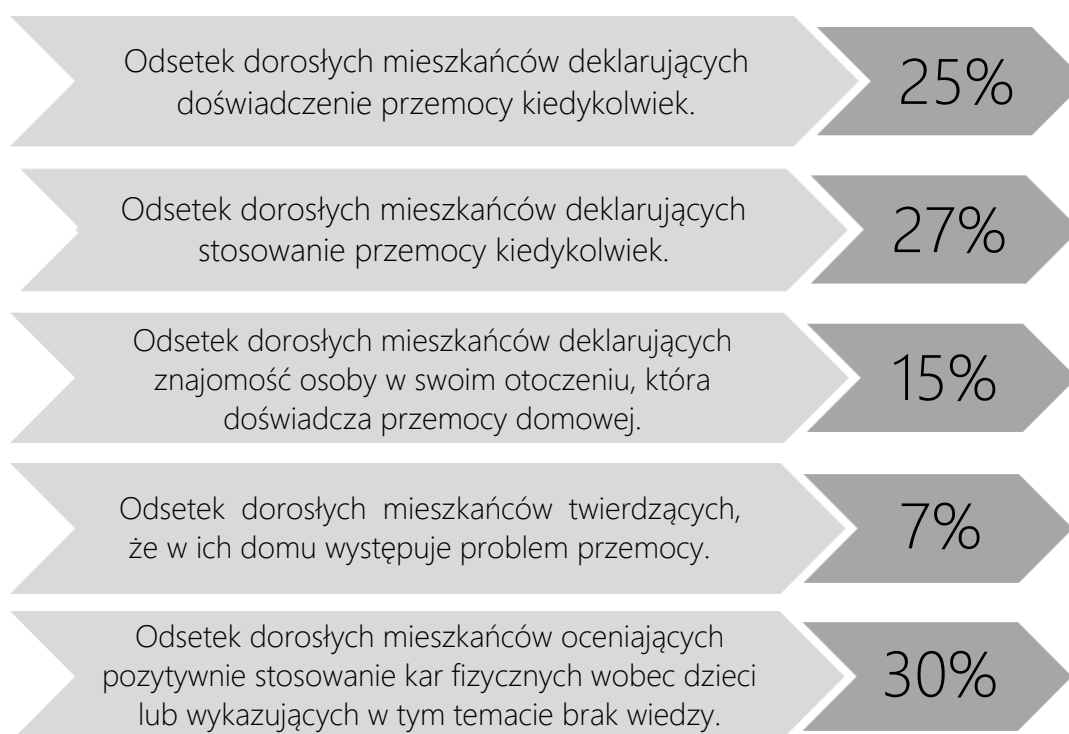 Odsetek dorosłych mieszkańców deklarujących
doświadczenie przemocy kiedykolwiek.
25%
Odsetek dorosłych mieszkańców deklarujących
stosowanie przemocy kiedykolwiek.
27%
Odsetek dorosłych mieszkańców deklarujących
znajomość osoby w swoim otoczeniu, która
doświadcza przemocy domowej.
15%
Odsetek dorosłych mieszkańców twierdzących,
że w ich domu występuje problem przemocy.
7%
Odsetek dorosłych mieszkańców oceniających
pozytywnie stosowanie kar fizycznych wobec dzieci
lub wykazujących w tym temacie brak wiedzy.
30%